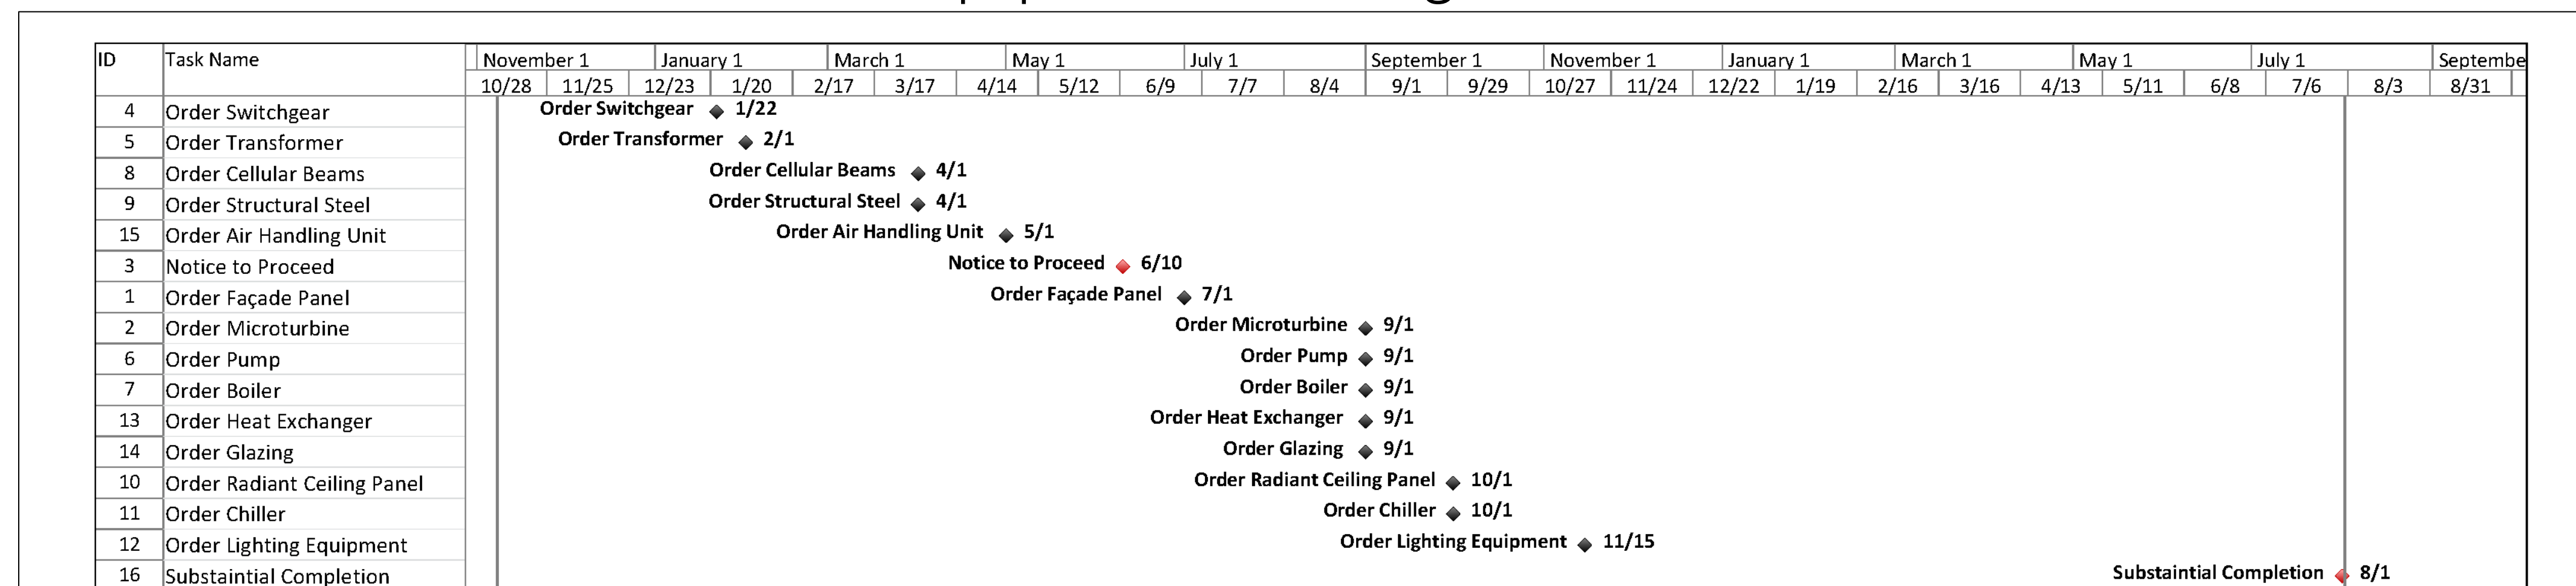 ID Task Name November 1 January 1 March 1 May 1 July 1 September 1 November 1 January 1 March 1 May 1 July 1 Septembe
10/28 11/25 12/23 1/20 2/17 3/17 4/14 5/12 6/9 7/7 8/4 9/1 9/29 10/27 11/24 12/22 1/19 2/16 3/16 4/13 5/11 6/8 7/6 8/3 8/31
4 Order Switchgear Order Switchgear 1/22
5 Order Transformer Order Transformer 2/1
8 Order Cellular Beams Order Cellular Beams 4/1
9 Order Structural Steel Order Structural Steel 4/1
15 Order Air Handling Unit Order Air Handling Unit 5/1
3 Notice to Proceed Notice to Proceed 6/10
1 Order Façade Panel Order Façade Panel 7/1
2 Order Microturbine Order Microturbine 9/1
6 Order Pump Order Pump 9/1
7 Order Boiler Order Boiler 9/1
13 Order Heat Exchanger Order Heat Exchanger 9/1
14 Order Glazing Order Glazing 9/1
10 Order Radiant Ceiling Panel Order Radiant Ceiling Panel 10/1
11 Order Chiller Order Chiller 10/1
12 Order Lighting Equipment Order Lighting Equipment 11/15
16 Substaintial Completion Substaintial Completion 8/1